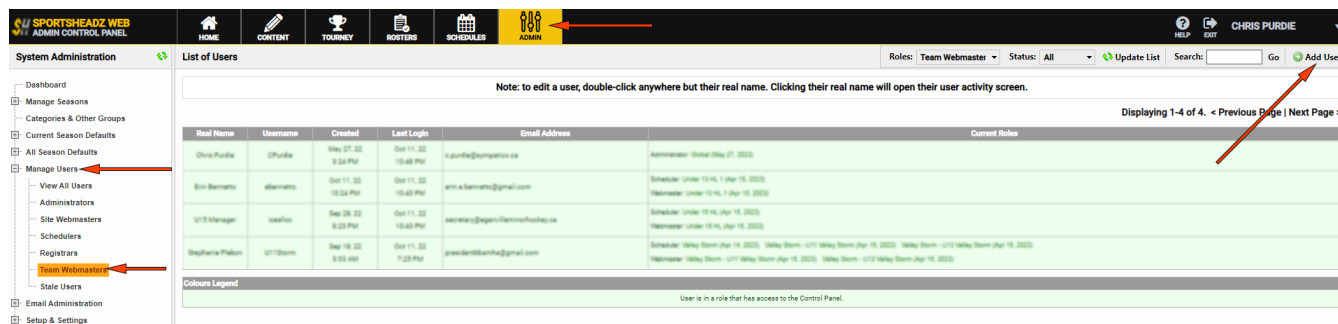 SPORTSHEADZ WEB
ADMIN CONTROL PANEL
HOME
CONTENT
TOURNEY
ROSTERS
SCHEDULES
ADMIN
HELP
EXIT
CHRIS PURDIE
System Administration
List of Users
Roles: Team Webmaster Status: All Update List Search: Go Add Use
Dashboard
Manage Seasons
Categories & Other Groups
Current Season Defaults
All Season Defaults
Manage Users
View All Users
Administrators
Site Webmasters
Schedulers
Registrars
Team Webmasters
Stale Users
Email Administration
Setup & Settings
Note: to edit a user, double-click anywhere but their real name. Clicking their real name will open their user activity screen.
Displaying 1-4 of 4. < Previous Page | Next Page >
Real Name Username Created Last Login Email Address Current Roles
Chris Purdie CPurdie May 27, 22 Oct 11, 22 c.purdie@sympatico.ca Administrator: Global (May 27, 2023)
3:24 PM 10:48 PM
Erin Bennetto Oct 11, 22 Oct 11, 22 erin.a.bennetto@gmail.com Scheduler: Under 13 HL 1 (Apr 15, 2023)
10:24 PM 10:43 PM Webmaster: Under 13 HL 1 (Apr 15, 2023)
U15 Manager Sep 28, 22 Oct 11, 22 secretary@eganvilleminorhockey.ca Scheduler: Under 15 HL (Apr 15, 2023)
8:23 PM 10:43 PM Webmaster: Under 15 HL (Apr 15, 2023)
Stephanie U11Storm Sep 18, 22 Oct 11, 22
7:25 PM
Colours Legend
User is in a role that has access to the Control Panel.